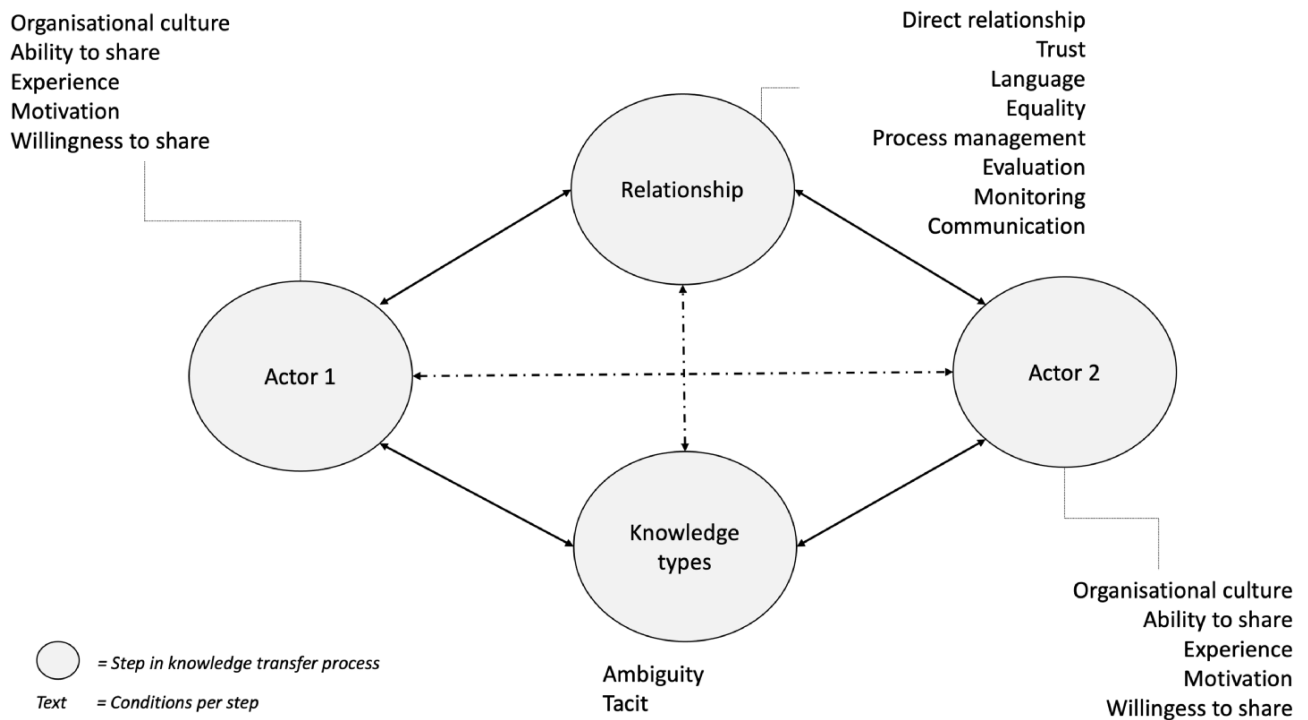 Organisational culture
Ability to share
Experience
Motivation
Willingness to share
Direct relationship
Trust
Language
Equality
Process management
Evaluation
Monitoring
Communication
Relationship
Actor 1
Actor 2
Knowledge
types
Ambiguity
Tacit
Organisational culture
Ability to share
Experience
Motivation
Willingess to share
= Step in knowledge transfer process
Text = Conditions per step